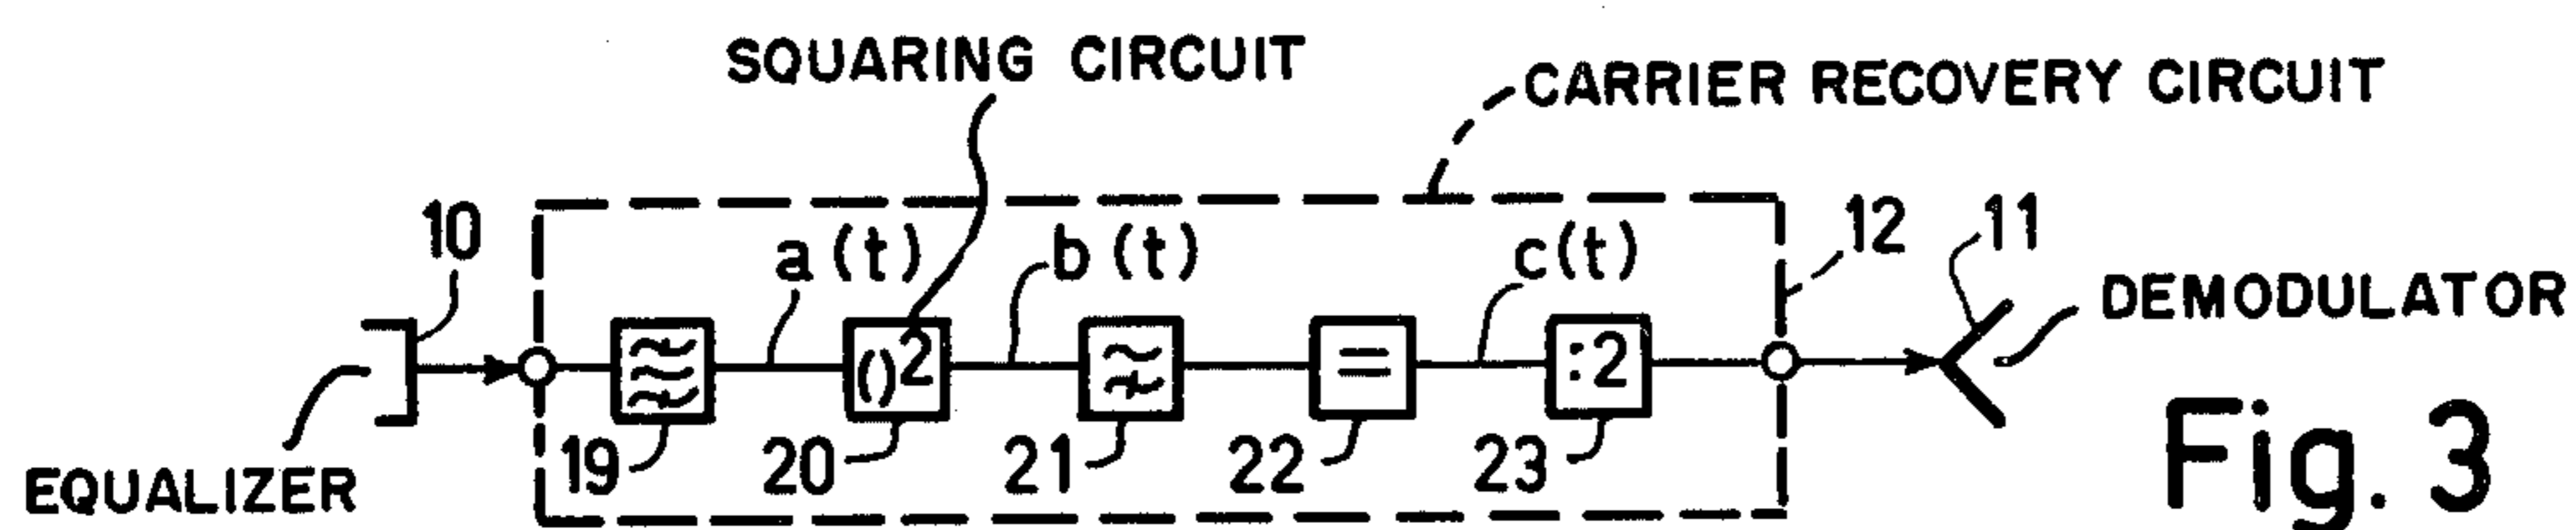 SQUARING CIRCUIT
CARRIER RECOVERY CIRCUIT
10
a(t)
b(t)
c(t)
12
11
DEMODULATOR
()2
=
:2
EQUALIZER
19
20
21
22
23
Fig. 3